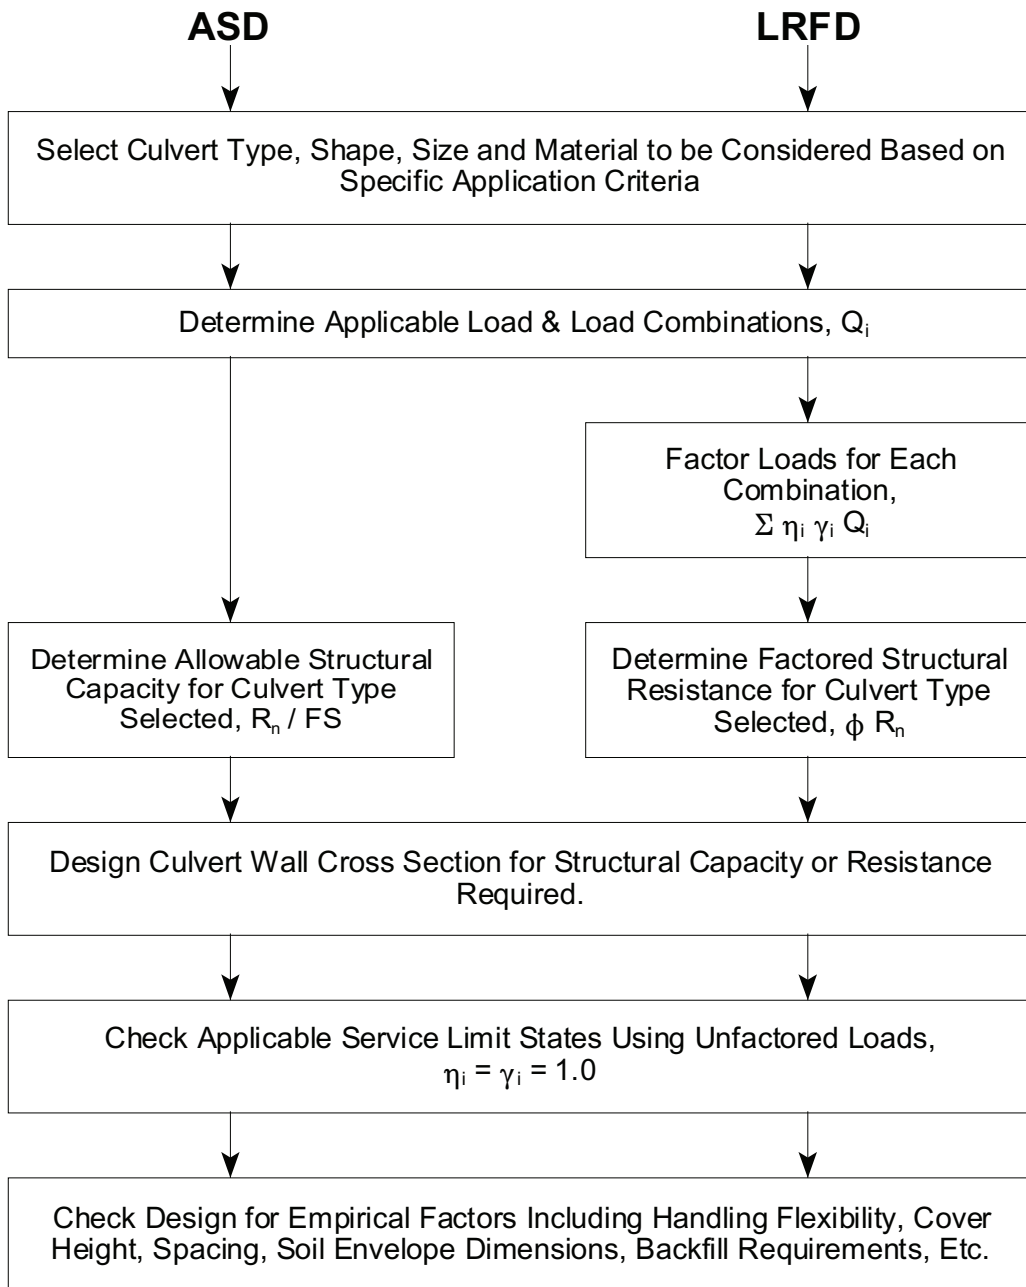 ASD
LRFD
Select Culvert Type, Shape, Size and Material to be Considered Based on
Specific Application Criteria
Determine Applicable Load & Load Combinations, Qᵢ
Factor Loads for Each
Combination,
Σ ηᵢ γᵢ Qᵢ
Determine Allowable Structural
Capacity for Culvert Type
Selected, Rₙ / FS
Determine Factored Structural
Resistance for Culvert Type
Selected, ϕ Rₙ
Design Culvert Wall Cross Section for Structural Capacity or Resistance
Required.
Check Applicable Service Limit States Using Unfactored Loads,
ηᵢ = γᵢ = 1.0
Check Design for Empirical Factors Including Handling Flexibility, Cover
Height, Spacing, Soil Envelope Dimensions, Backfill Requirements, Etc.